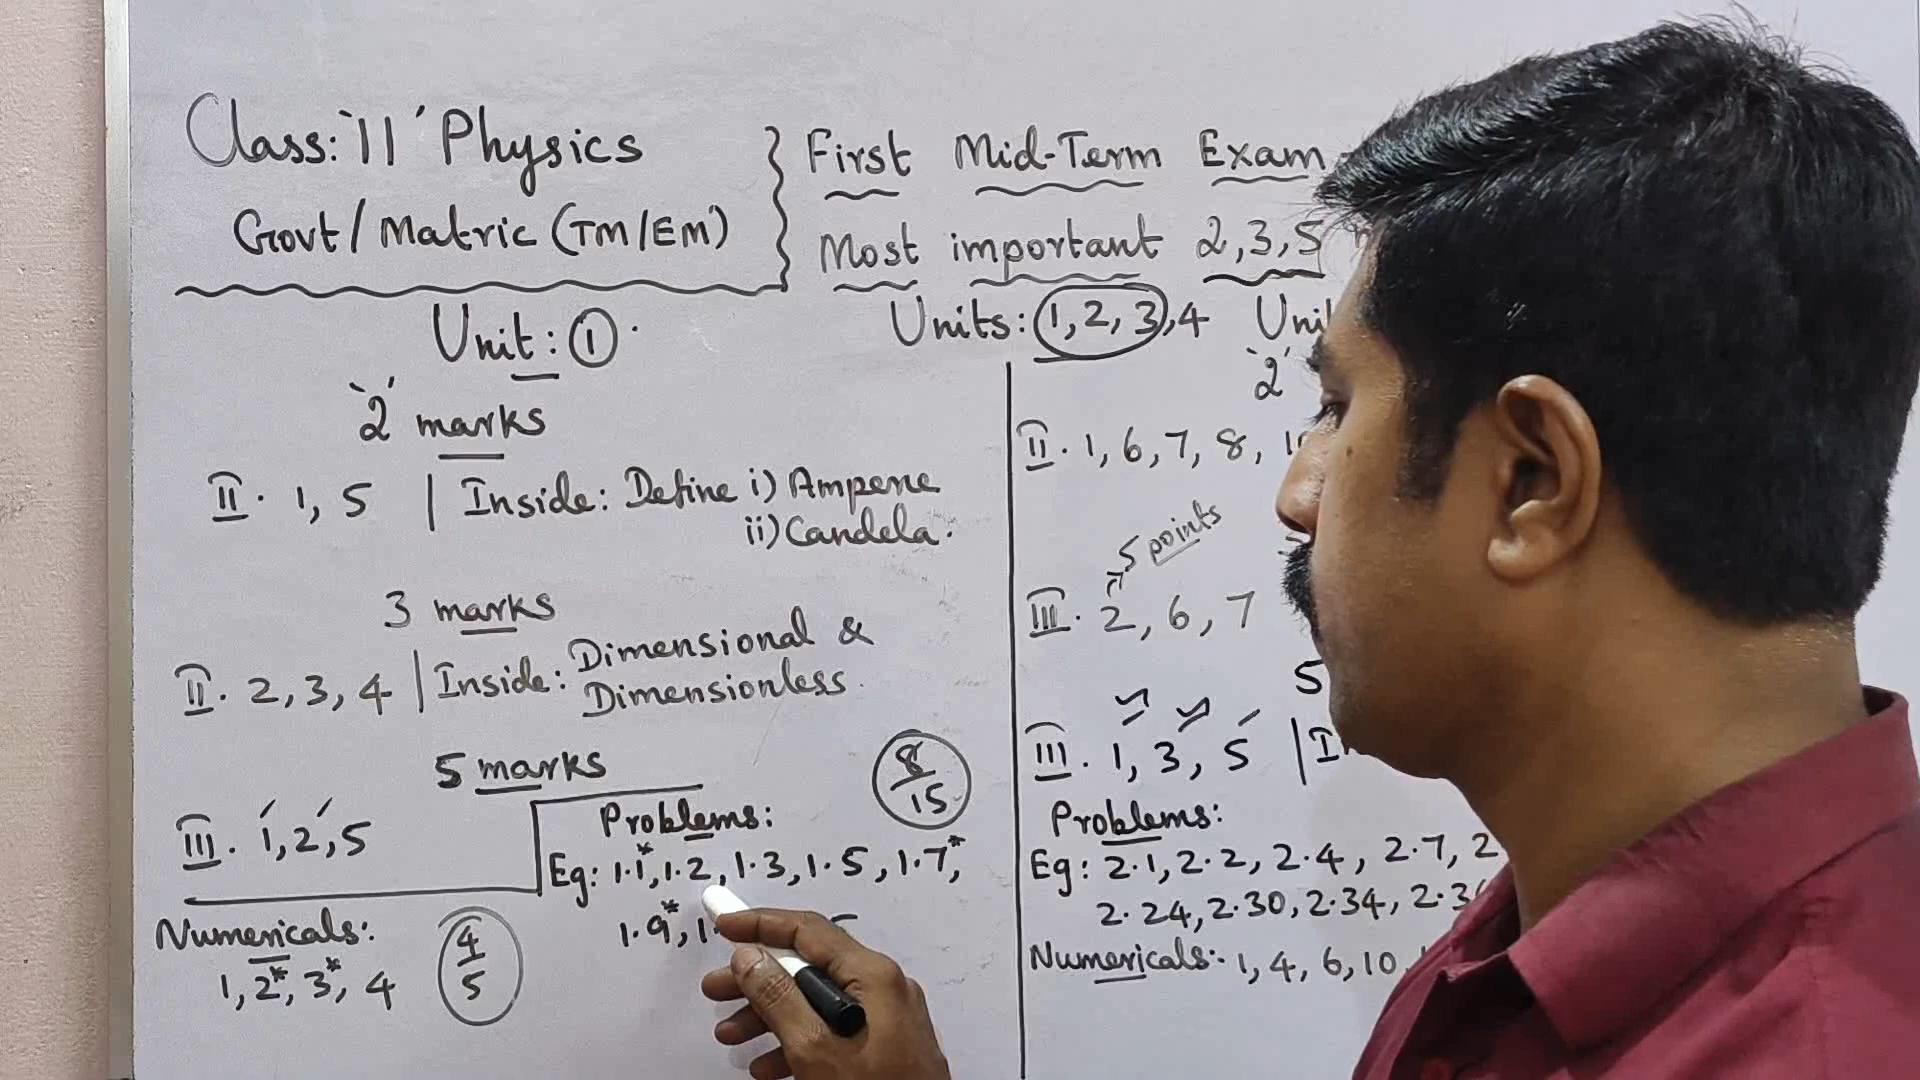 Class: '11' Physics
Govt/Matric (TM/EM)
First Mid-Term Exam
Most important 2,3,5
Units: 1, 2, 3, 4
Unit: 1
'2' marks
II. 1, 5 | Inside: Define i) Ampere
ii) Candela.
3 marks
II. 2, 3, 4 | Inside: Dimensional &
Dimensionless.
5 marks
III. 1, 2, 5
Problems: 8/15
Eg: 1.1*, 1.2, 1.3, 1.5, 1.7*,
1.9*,
Numericals: 4/5
1, 2*, 3*, 4
'2'
II. 1, 6, 7, 8,
5 points
III. 2, 6, 7
5
III. 1, 3, 5 |
Problems:
Eg: 2.1, 2.2, 2.4, 2.7,
2.24, 2.30, 2.34,
Numericals:- 1, 4, 6, 10,